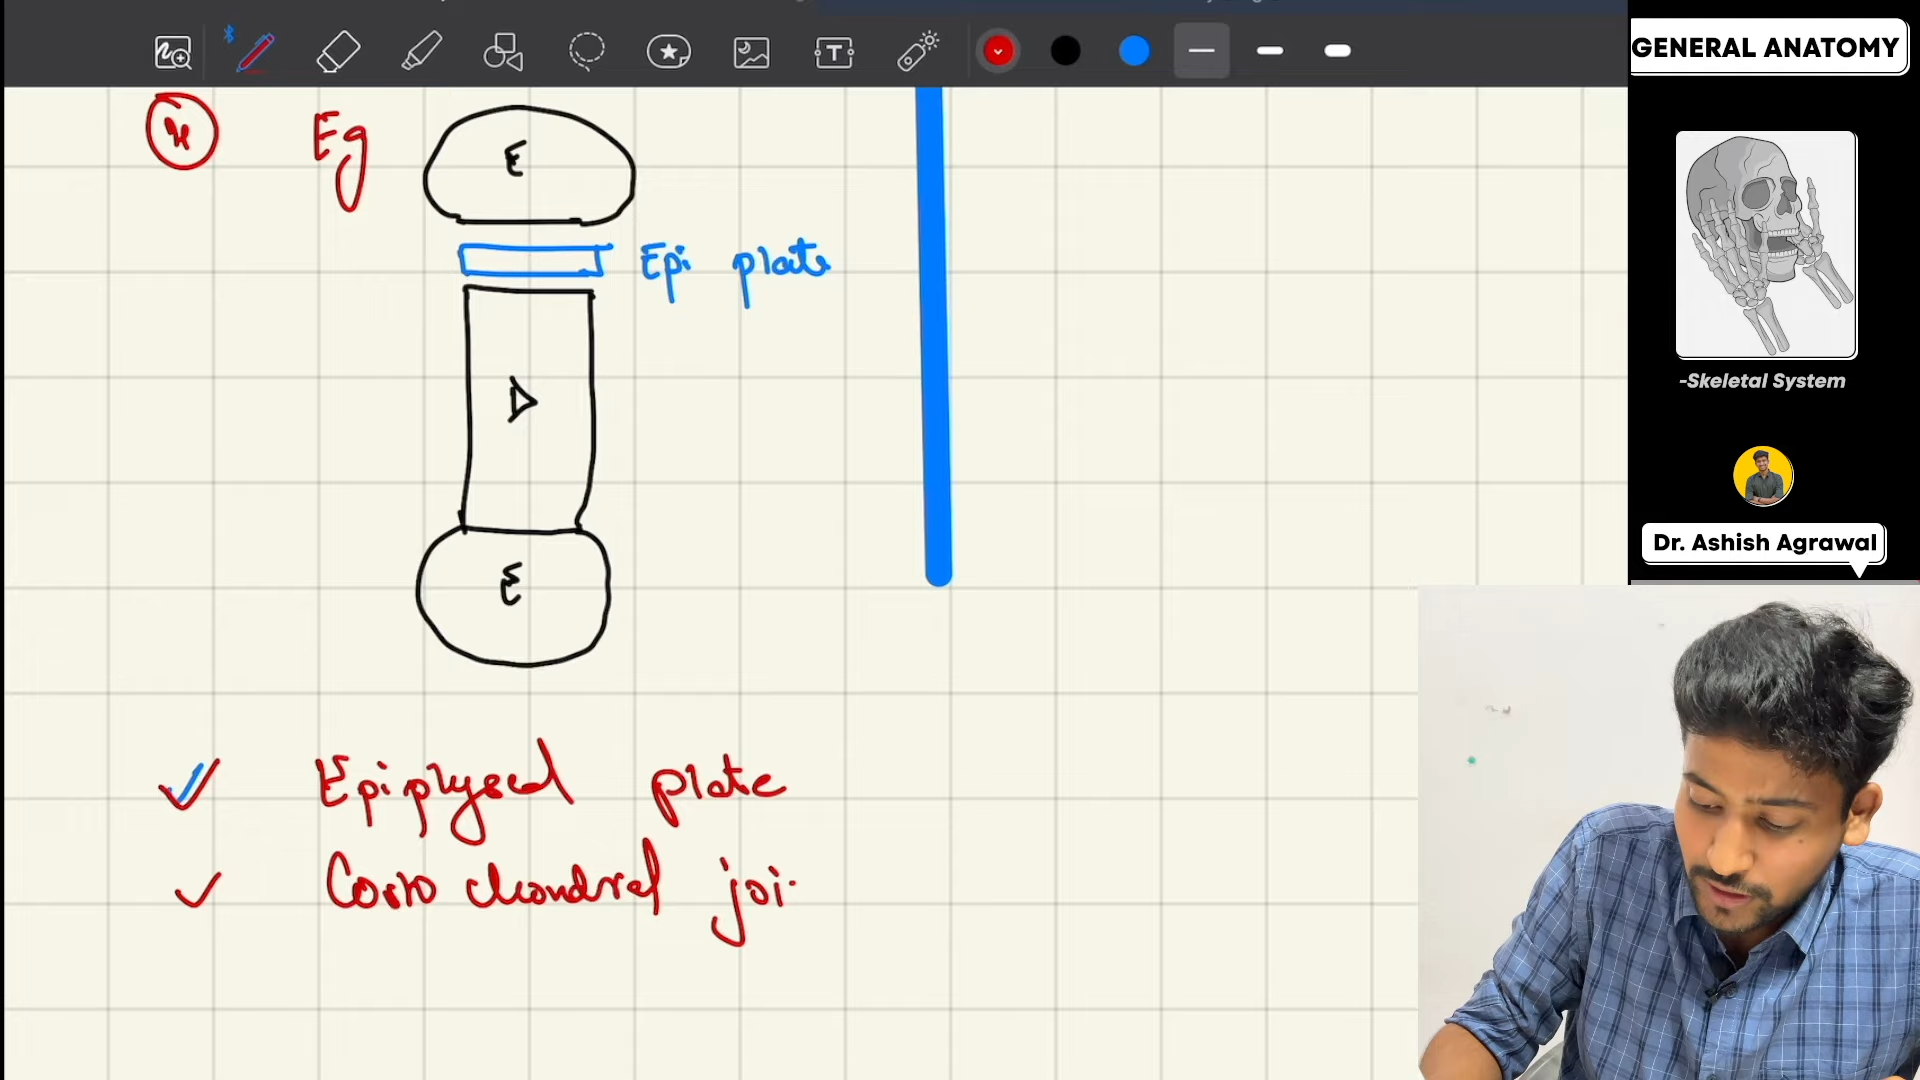 GENERAL ANATOMY
Eg
E
Epi plate
D
E
-Skeletal System
Dr. Ashish Agrawal
Epiphyseal plate
Costo chondral joi